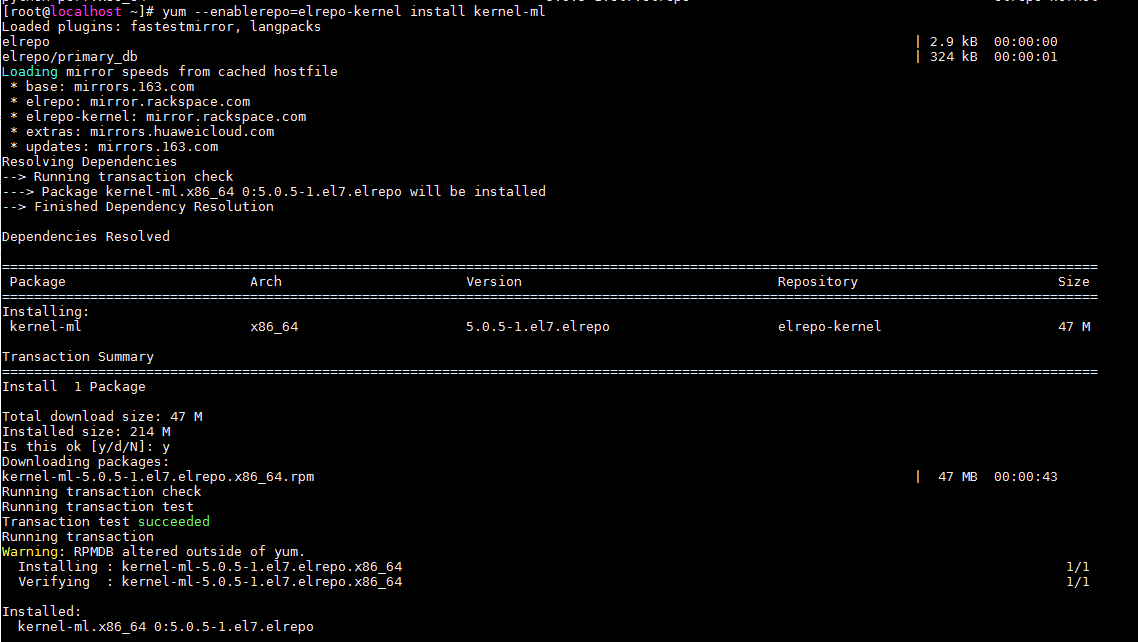 [root@localhost ~]# yum --enablerepo=elrepo-kernel install kernel-ml
Loaded plugins: fastestmirror, langpacks
elrepo | 2.9 kB 00:00:00
elrepo/primary_db | 324 kB 00:00:01
Loading mirror speeds from cached hostfile
* base: mirrors.163.com
* elrepo: mirror.rackspace.com
* elrepo-kernel: mirror.rackspace.com
* extras: mirrors.huaweicloud.com
* updates: mirrors.163.com
Resolving Dependencies
--> Running transaction check
---> Package kernel-ml.x86_64 0:5.0.5-1.el7.elrepo will be installed
--> Finished Dependency Resolution
Dependencies Resolved
Package Arch Version Repository Size
Installing:
kernel-ml x86_64 5.0.5-1.el7.elrepo elrepo-kernel 47 M
Transaction Summary
Install 1 Package
Total download size: 47 M
Installed size: 214 M
Is this ok [y/d/N]: y
Downloading packages:
kernel-ml-5.0.5-1.el7.elrepo.x86_64.rpm | 47 MB 00:00:43
Running transaction check
Running transaction test
Transaction test succeeded
Running transaction
Warning: RPMDB altered outside of yum.
Installing : kernel-ml-5.0.5-1.el7.elrepo.x86_64 1/1
Verifying : kernel-ml-5.0.5-1.el7.elrepo.x86_64 1/1
Installed:
kernel-ml.x86_64 0:5.0.5-1.el7.elrepo